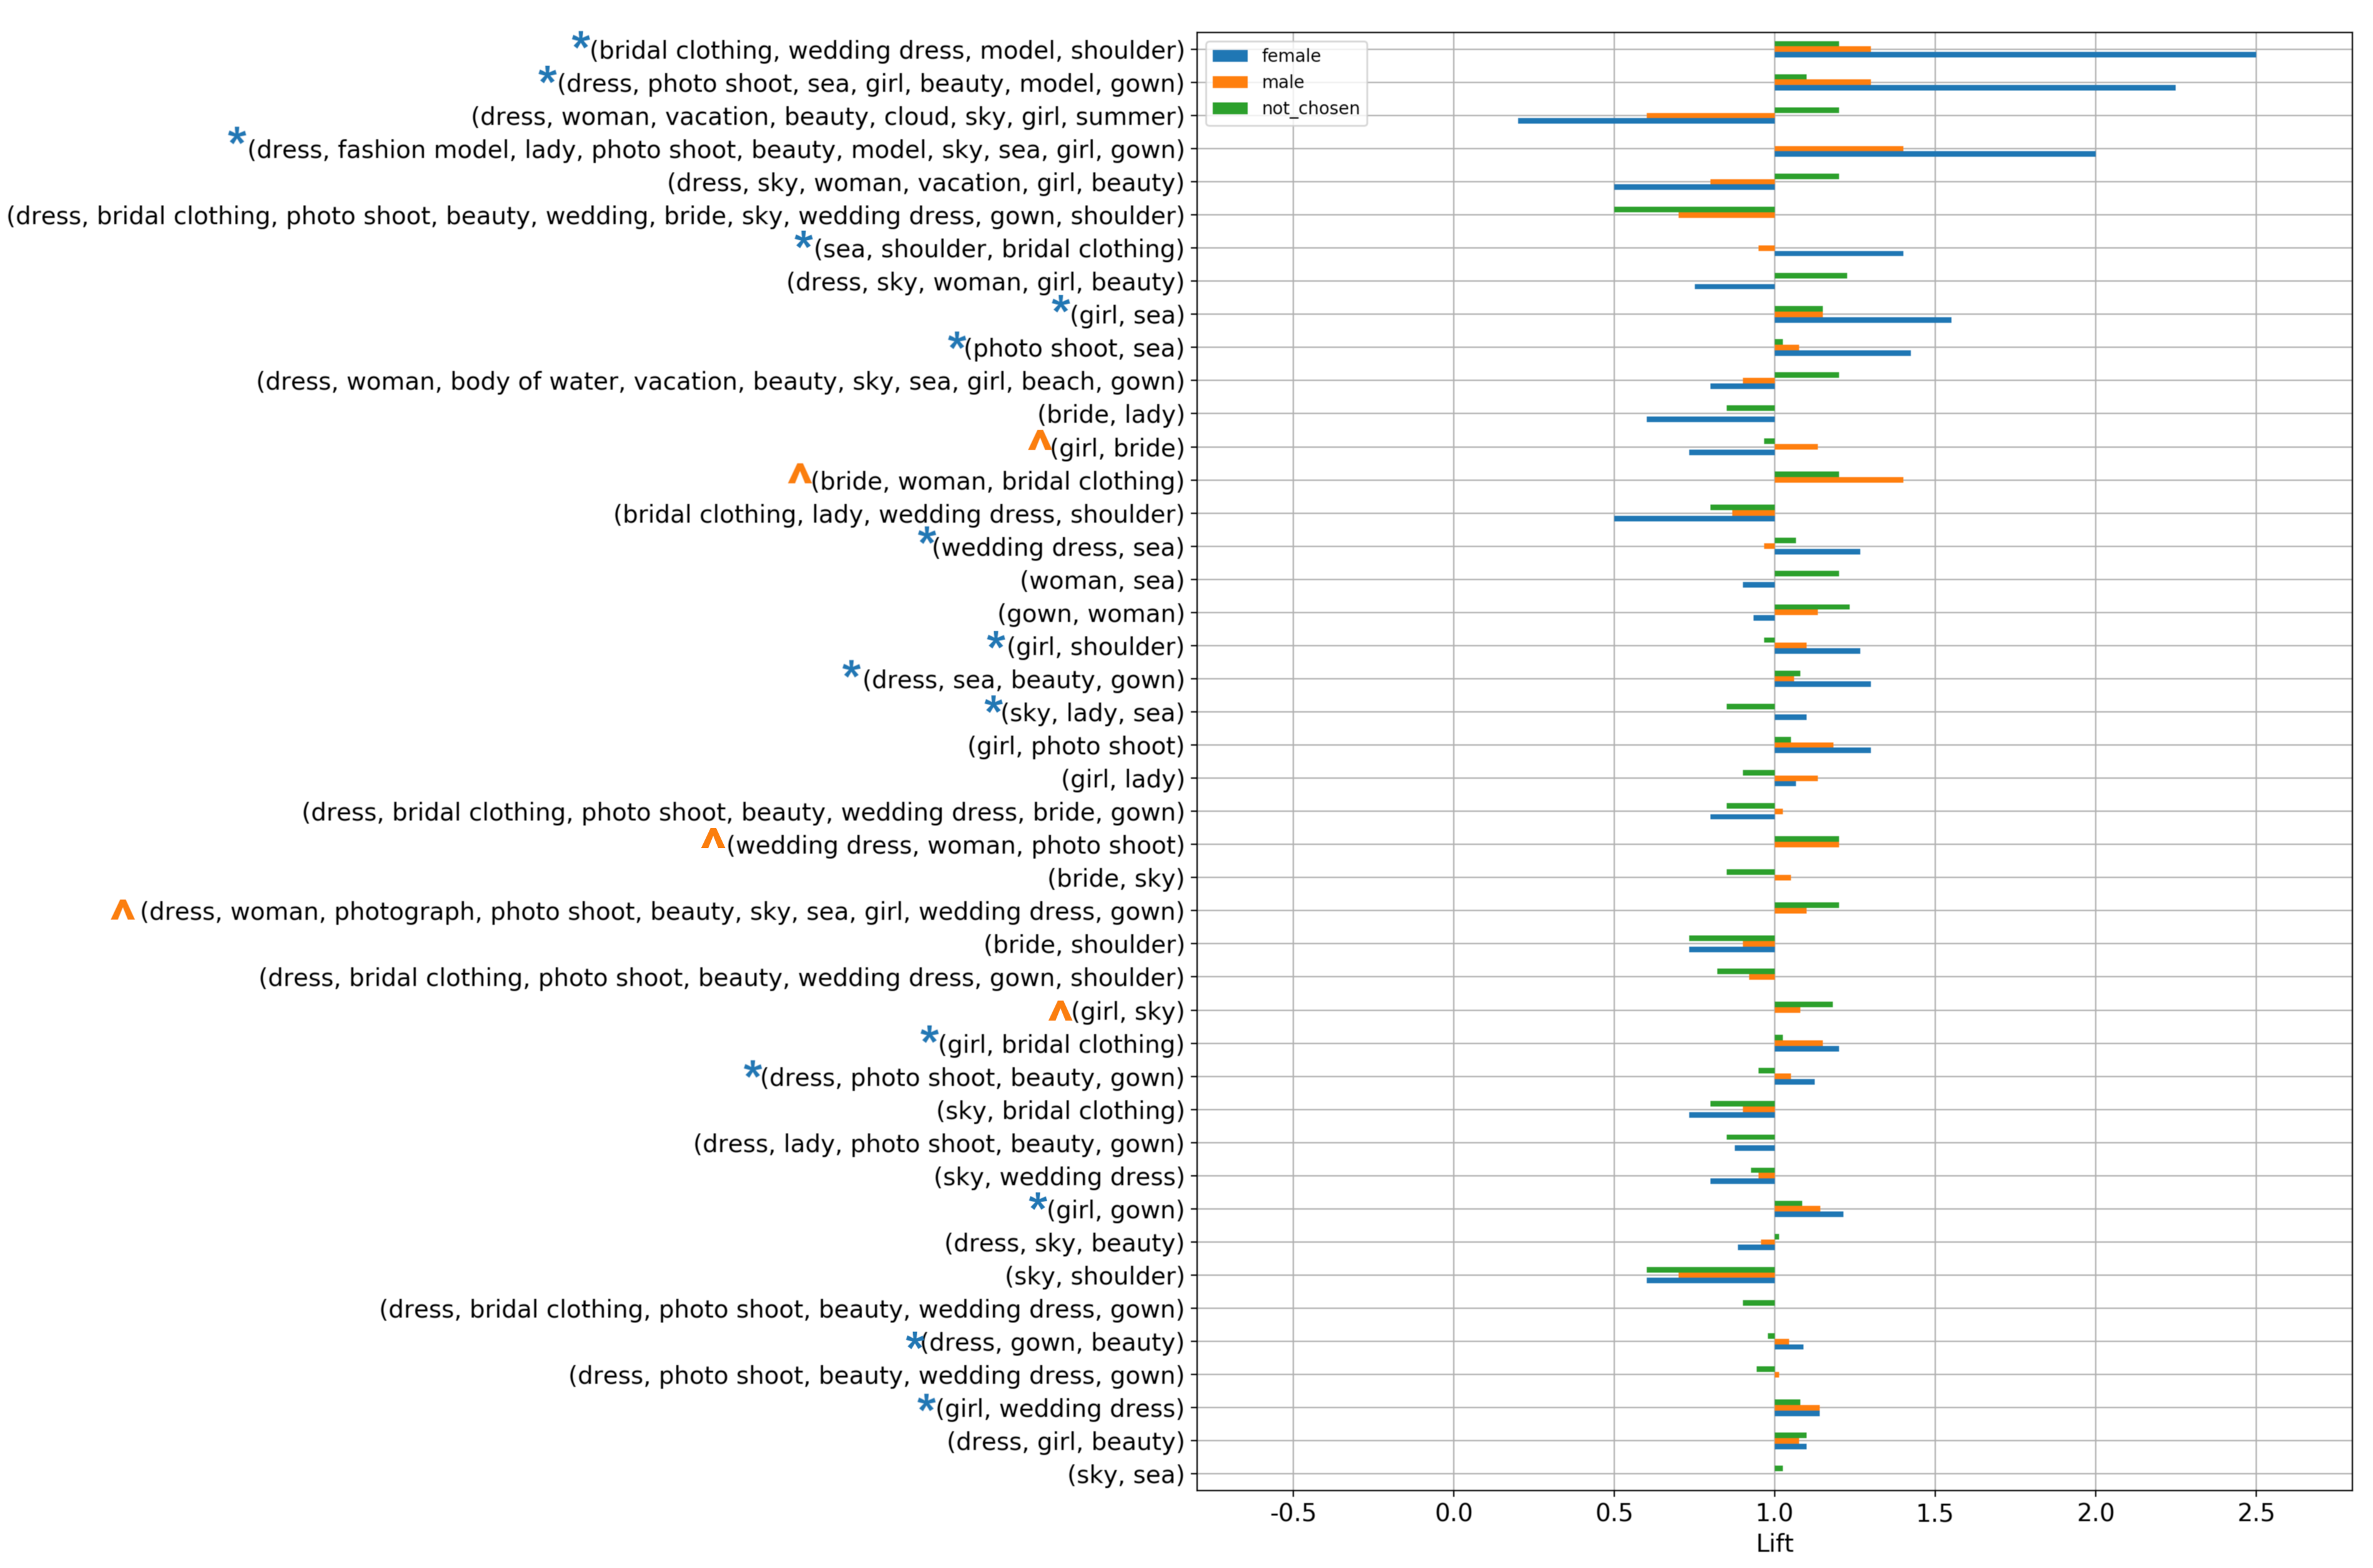 *(bridal clothing, wedding dress, model, shoulder)
*(dress, photo shoot, sea, girl, beauty, model, gown)
(dress, woman, vacation, beauty, cloud, sky, girl, summer)
*(dress, fashion model, lady, photo shoot, beauty, model, sky, sea, girl, gown)
(dress, sky, woman, vacation, girl, beauty)
(dress, bridal clothing, photo shoot, beauty, wedding, bride, sky, wedding dress, gown, shoulder)
*(sea, shoulder, bridal clothing)
(dress, sky, woman, girl, beauty)
*(girl, sea)
*(photo shoot, sea)
(dress, woman, body of water, vacation, beauty, sky, sea, girl, beach, gown)
(bride, lady)
^(girl, bride)
^(bride, woman, bridal clothing)
(bridal clothing, lady, wedding dress, shoulder)
*(wedding dress, sea)
(woman, sea)
(gown, woman)
*(girl, shoulder)
*(dress, sea, beauty, gown)
*(sky, lady, sea)
(girl, photo shoot)
(girl, lady)
(dress, bridal clothing, photo shoot, beauty, wedding dress, bride, gown)
^(wedding dress, woman, photo shoot)
(bride, sky)
^(dress, woman, photograph, photo shoot, beauty, sky, sea, girl, wedding dress, gown)
(bride, shoulder)
(dress, bridal clothing, photo shoot, beauty, wedding dress, gown, shoulder)
^(girl, sky)
*(girl, bridal clothing)
*(dress, photo shoot, beauty, gown)
(sky, bridal clothing)
(dress, lady, photo shoot, beauty, gown)
(sky, wedding dress)
*(girl, gown)
(dress, sky, beauty)
(sky, shoulder)
(dress, bridal clothing, photo shoot, beauty, wedding dress, gown)
*(dress, gown, beauty)
(dress, photo shoot, beauty, wedding dress, gown)
*(girl, wedding dress)
(dress, girl, beauty)
(sky, sea)
female
male
not_chosen
-0.5 0.0 0.5 1.0 1.5 2.0 2.5
Lift